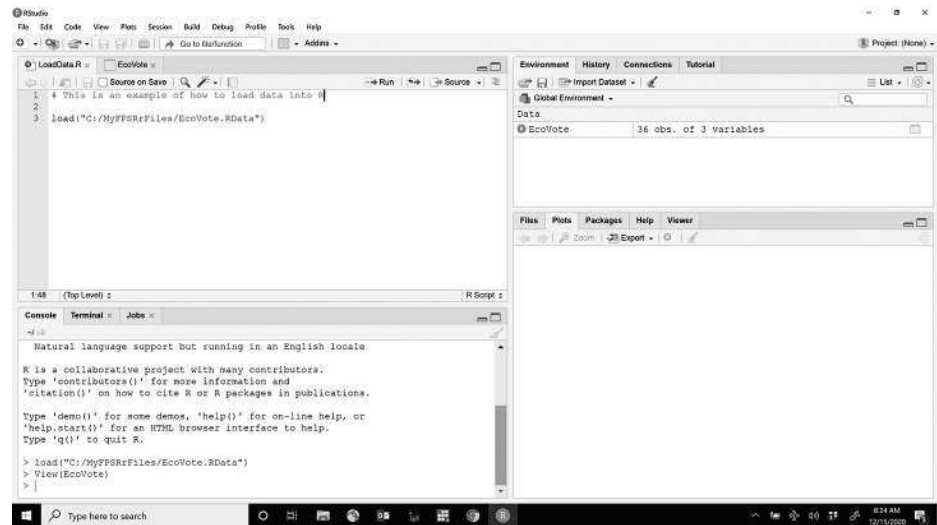 RStudio
File Edit Code View Plots Session Build Debug Profile Tools Help
Go to file/function Addins Project: (None)
LoadData.R EcoVote
Source on Save Run Source
1 # This is an example of how to load data into R
2
3 load("C:/MyFPSRrFiles/EcoVote.RData")
1:48 (Top Level) R Script
Console Terminal Jobs
Natural language support but running in an English locale
R is a collaborative project with many contributors.
Type 'contributors()' for more information and
'citation()' on how to cite R or R packages in publications.
Type 'demo()' for some demos, 'help()' for on-line help, or
'help.start()' for an HTML browser interface to help.
Type 'q()' to quit R.
> load("C:/MyFPSRrFiles/EcoVote.RData")
> View(EcoVote)
>
Environment History Connections Tutorial
Import Dataset List
Global Environment
Data
EcoVote 36 obs. of 3 variables
Files Plots Packages Help Viewer
Zoom Export
Type here to search
8:24 AM
12/15/2020